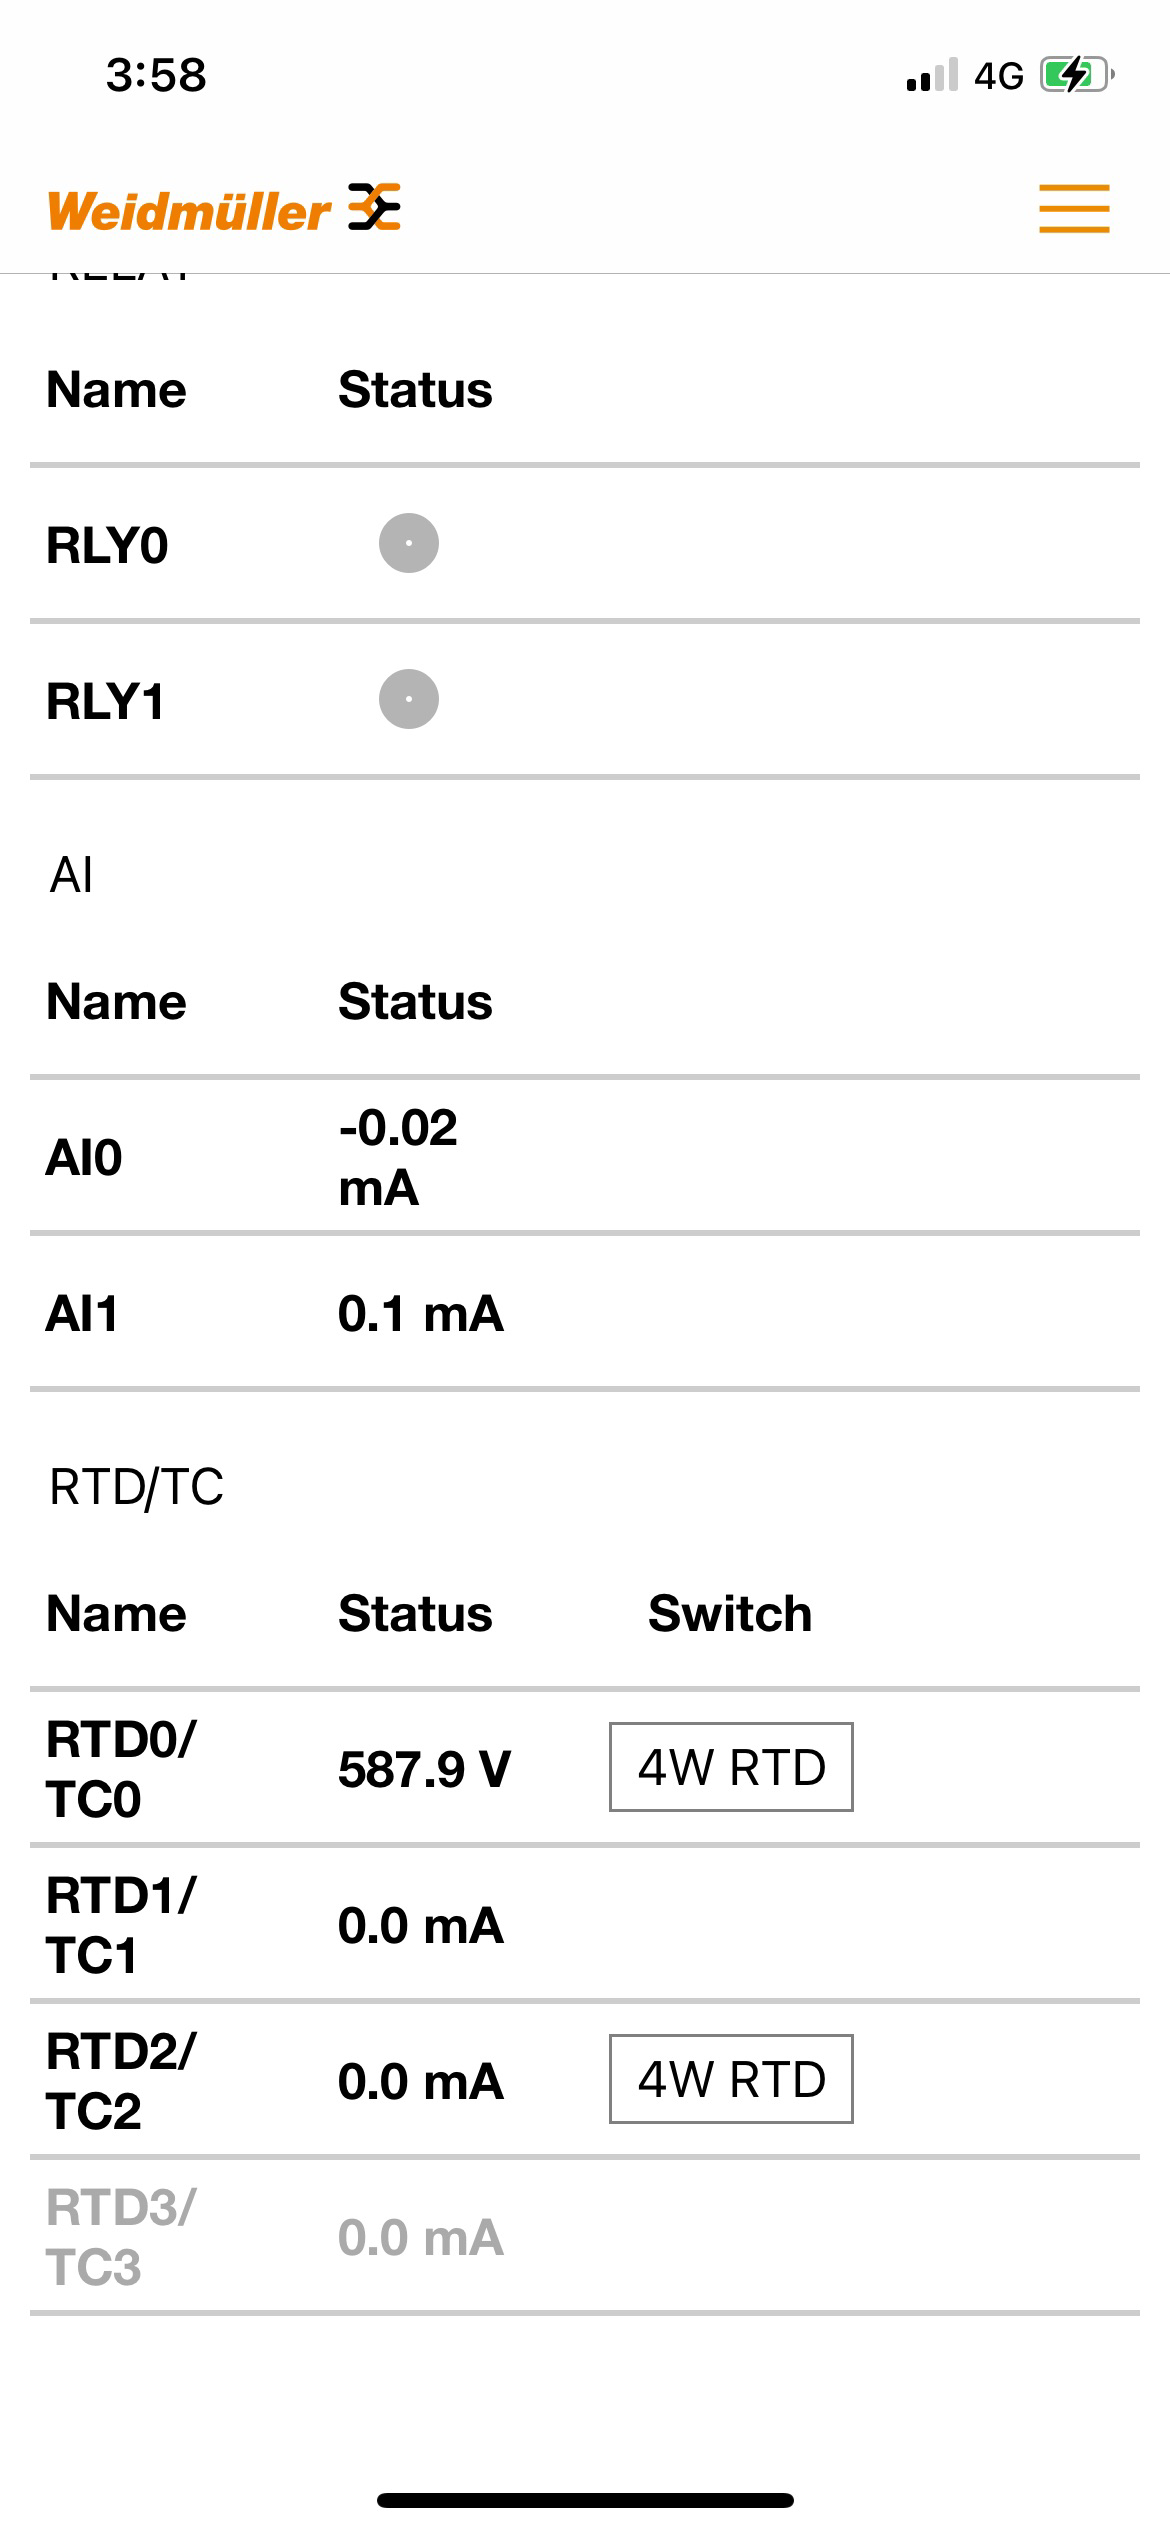 3:58
4G
Weidmüller
RELAY
Name Status
RLY0
RLY1
AI
Name Status
AI0 -0.02
mA
AI1 0.1 mA
RTD/TC
Name Status Switch
RTD0/
TC0 587.9 V 4W RTD
RTD1/
TC1 0.0 mA
RTD2/
TC2 0.0 mA 4W RTD
RTD3/
TC3 0.0 mA